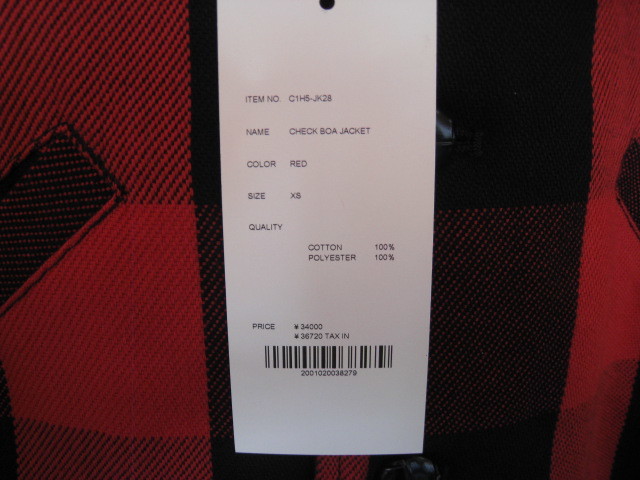 ITEM NO. C1H5-JK28
NAME CHECK BOA JACKET
COLOR RED
SIZE XS
QUALITY
COTTON 100%
POLYESTER 100%
PRICE ¥34000
¥36720 TAX IN
2001020038279